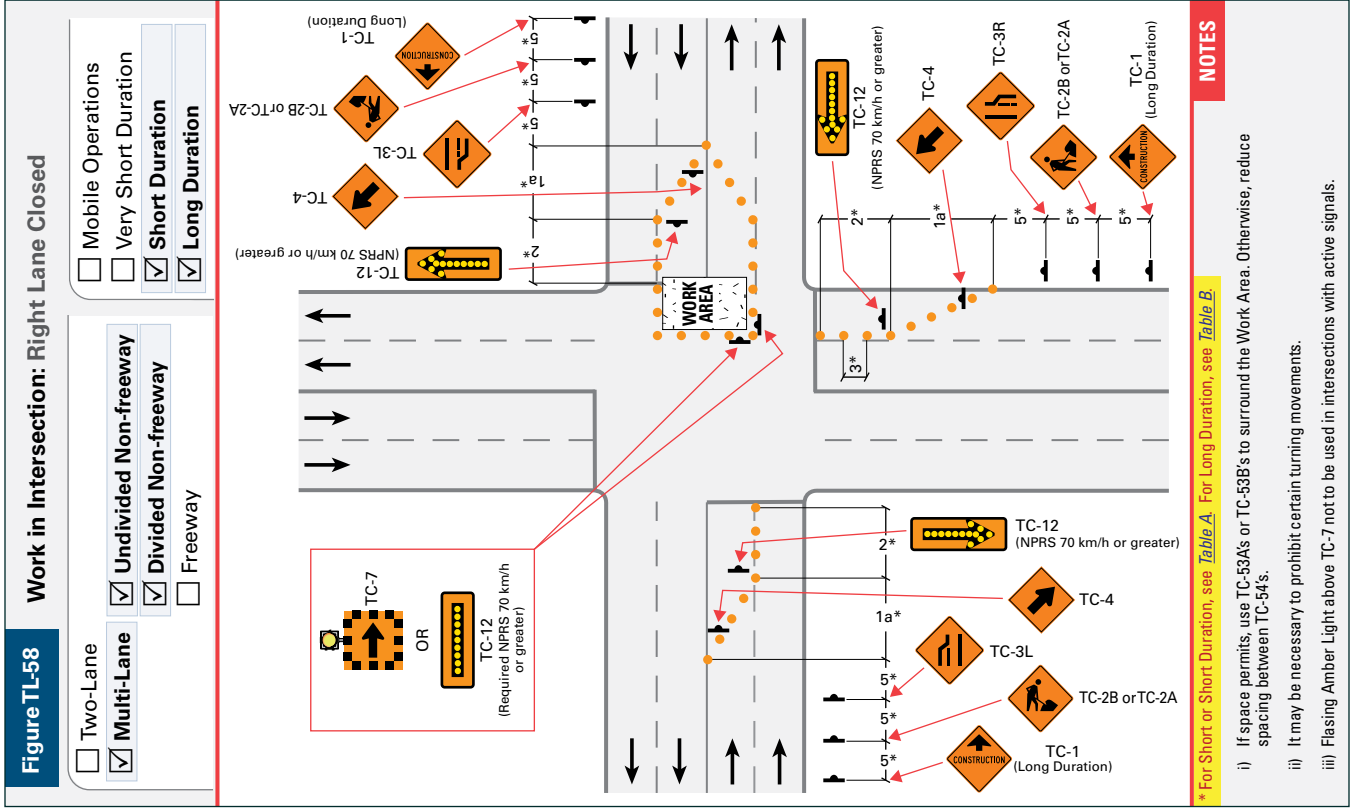 Figure TL-58
Work in Intersection: Right Lane Closed
Two-Lane
Multi-Lane
Undivided Non-freeway
Divided Non-freeway
Freeway
Mobile Operations
Very Short Duration
Short Duration
Long Duration
TC-7
OR
TC-12
(Required NPRS 70 km/h
or greater)
TC-12
(NPRS 70 km/h or greater)
TC-4
TC-3L
TC-2B or TC-2A
CONSTRUCTION
TC-1
(Long Duration)
2*
1a*
5*
5*
5*
WORK
AREA
TC-12
(NPRS 70 km/h or greater)
TC-4
TC-3L
TC-2B or TC-2A
CONSTRUCTION
TC-1
(Long Duration)
2*
1a*
5*
5*
5*
TC-12
(NPRS 70 km/h or greater)
TC-4
TC-3R
TC-2B or TC-2A
CONSTRUCTION
TC-1
(Long Duration)
3*
2*
1a*
5*
5*
5*
* For Short or Short Duration, see Table A. For Long Duration, see Table B.
NOTES
i) If space permits, use TC-53A's or TC-53B's to surround the Work Area. Otherwise, reduce
spacing between TC-54's.
ii) It may be necessary to prohibit certain turning movements.
iii) Flasing Amber Light above TC-7 not to be used in intersections with active signals.